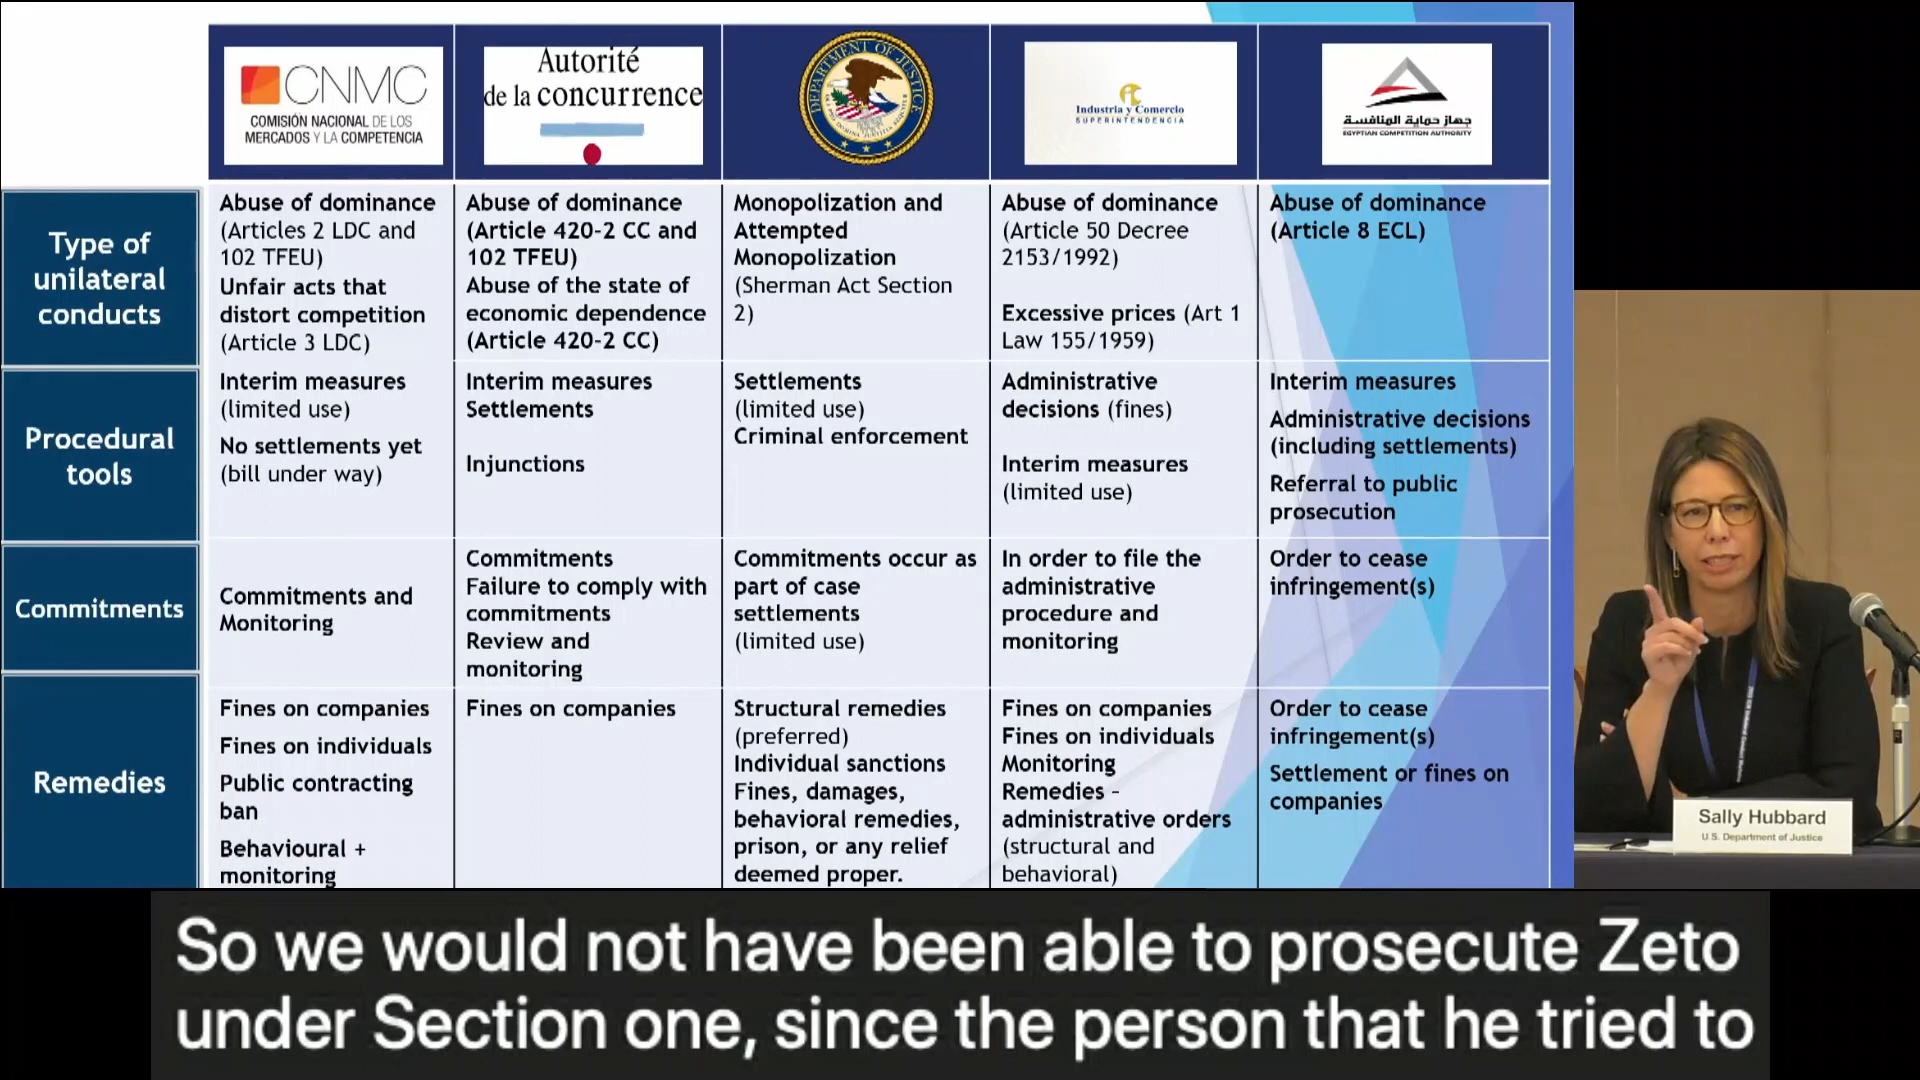 CNMC
COMISIÓN NACIONAL DE LOS
MERCADOS Y LA COMPETENCIA
Autorité
de la concurrence
DEPARTMENT OF JUSTICE
Industria y Comercio
SUPERINTENDENCIA
جهاز حماية المنافسة
EGYPTIAN COMPETITION AUTHORITY
Type of
unilateral
conducts
Abuse of dominance
(Articles 2 LDC and
102 TFEU)
Unfair acts that
distort competition
(Article 3 LDC)
Abuse of dominance
(Article 420-2 CC and
102 TFEU)
Abuse of the state of
economic dependence
(Article 420-2 CC)
Monopolization and
Attempted
Monopolization
(Sherman Act Section
2)
Abuse of dominance
(Article 50 Decree
2153/1992)
Excessive prices (Art 1
Law 155/1959)
Abuse of dominance
(Article 8 ECL)
Procedural
tools
Interim measures
(limited use)
No settlements yet
(bill under way)
Interim measures
Settlements
Injunctions
Settlements
(limited use)
Criminal enforcement
Administrative
decisions (fines)
Interim measures
(limited use)
Interim measures
Administrative decisions
(including settlements)
Referral to public
prosecution
Commitments
Commitments and
Monitoring
Commitments
Failure to comply with
commitments
Review and
monitoring
Commitments occur as
part of case
settlements
(limited use)
In order to file the
administrative
procedure and
monitoring
Order to cease
infringement(s)
Remedies
Fines on companies
Fines on individuals
Public contracting
ban
Behavioural +
monitoring
Fines on companies
Structural remedies
(preferred)
Individual sanctions
Fines, damages,
behavioral remedies,
prison, or any relief
deemed proper.
Fines on companies
Fines on individuals
Monitoring
Remedies –
administrative orders
(structural and
behavioral)
Order to cease
infringement(s)
Settlement or fines on
companies
Sally Hubbard
U.S. Department of Justice
So we would not have been able to prosecute Zeto
under Section one, since the person that he tried to